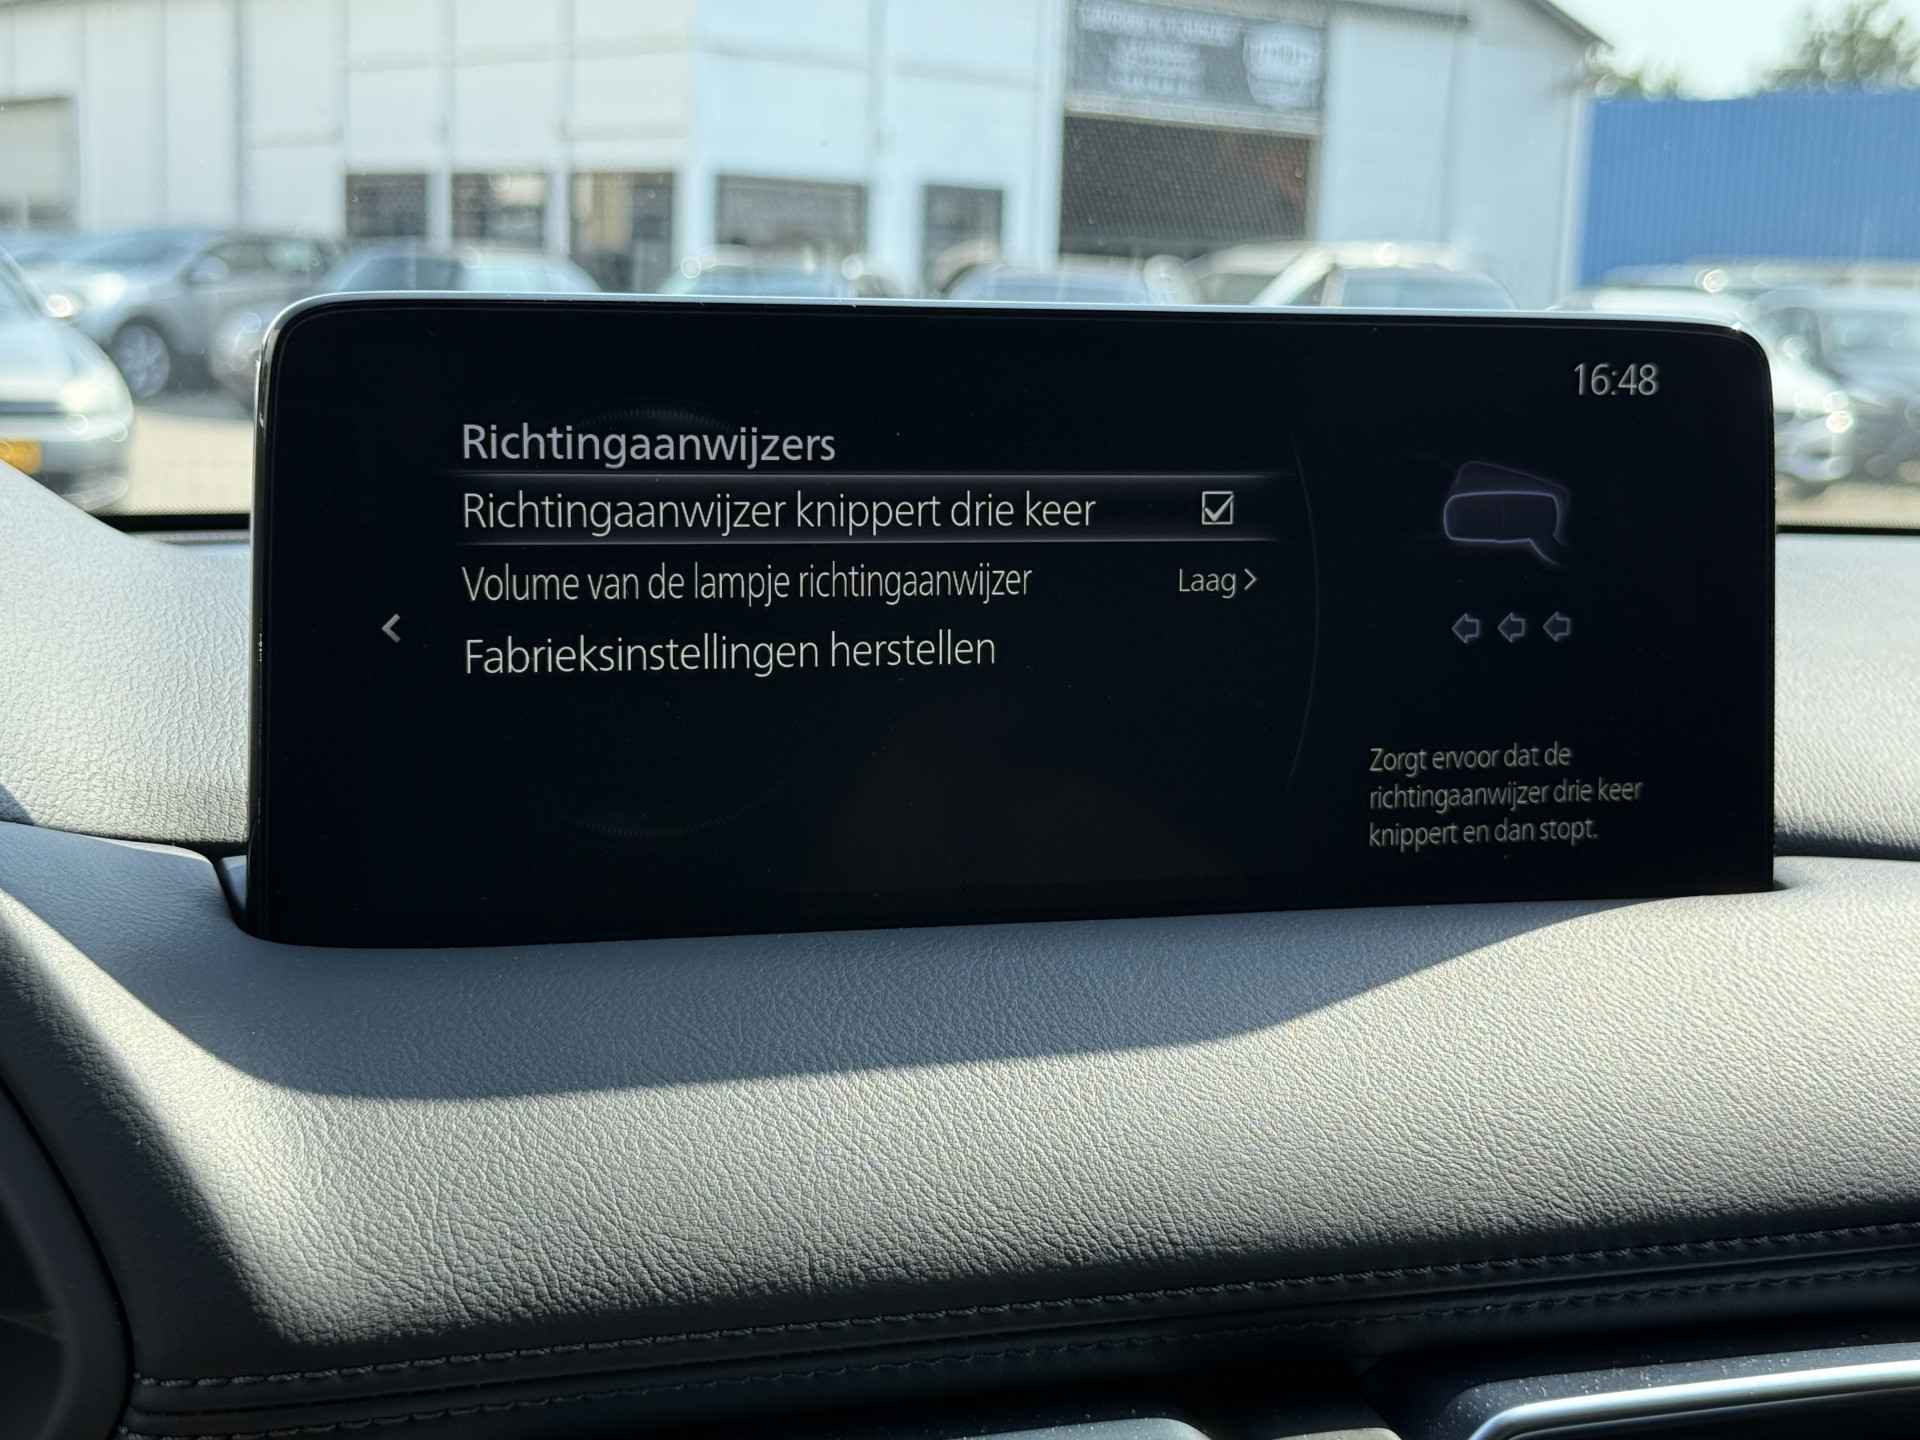 16:48
Richtingaanwijzers
Richtingaanwijzer knippert drie keer
Volume van de lampje richtingaanwijzer Laag
Fabrieksinstellingen herstellen
Zorgt ervoor dat de
richtingaanwijzer drie keer
knippert en dan stopt.